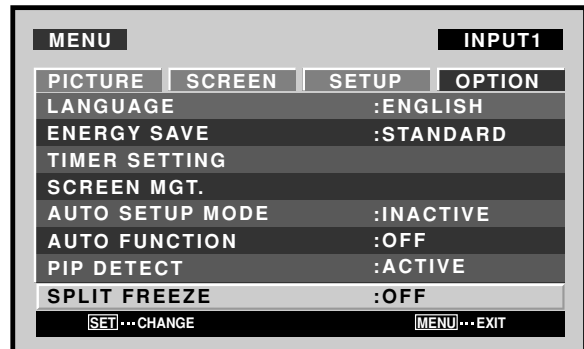 MENU INPUT1
PICTURE SCREEN SETUP OPTION
LANGUAGE :ENGLISH
ENERGY SAVE :STANDARD
TIMER SETTING
SCREEN MGT.
AUTO SETUP MODE :INACTIVE
AUTO FUNCTION :OFF
PIP DETECT :ACTIVE
SPLIT FREEZE :OFF
SET···CHANGE MENU···EXIT